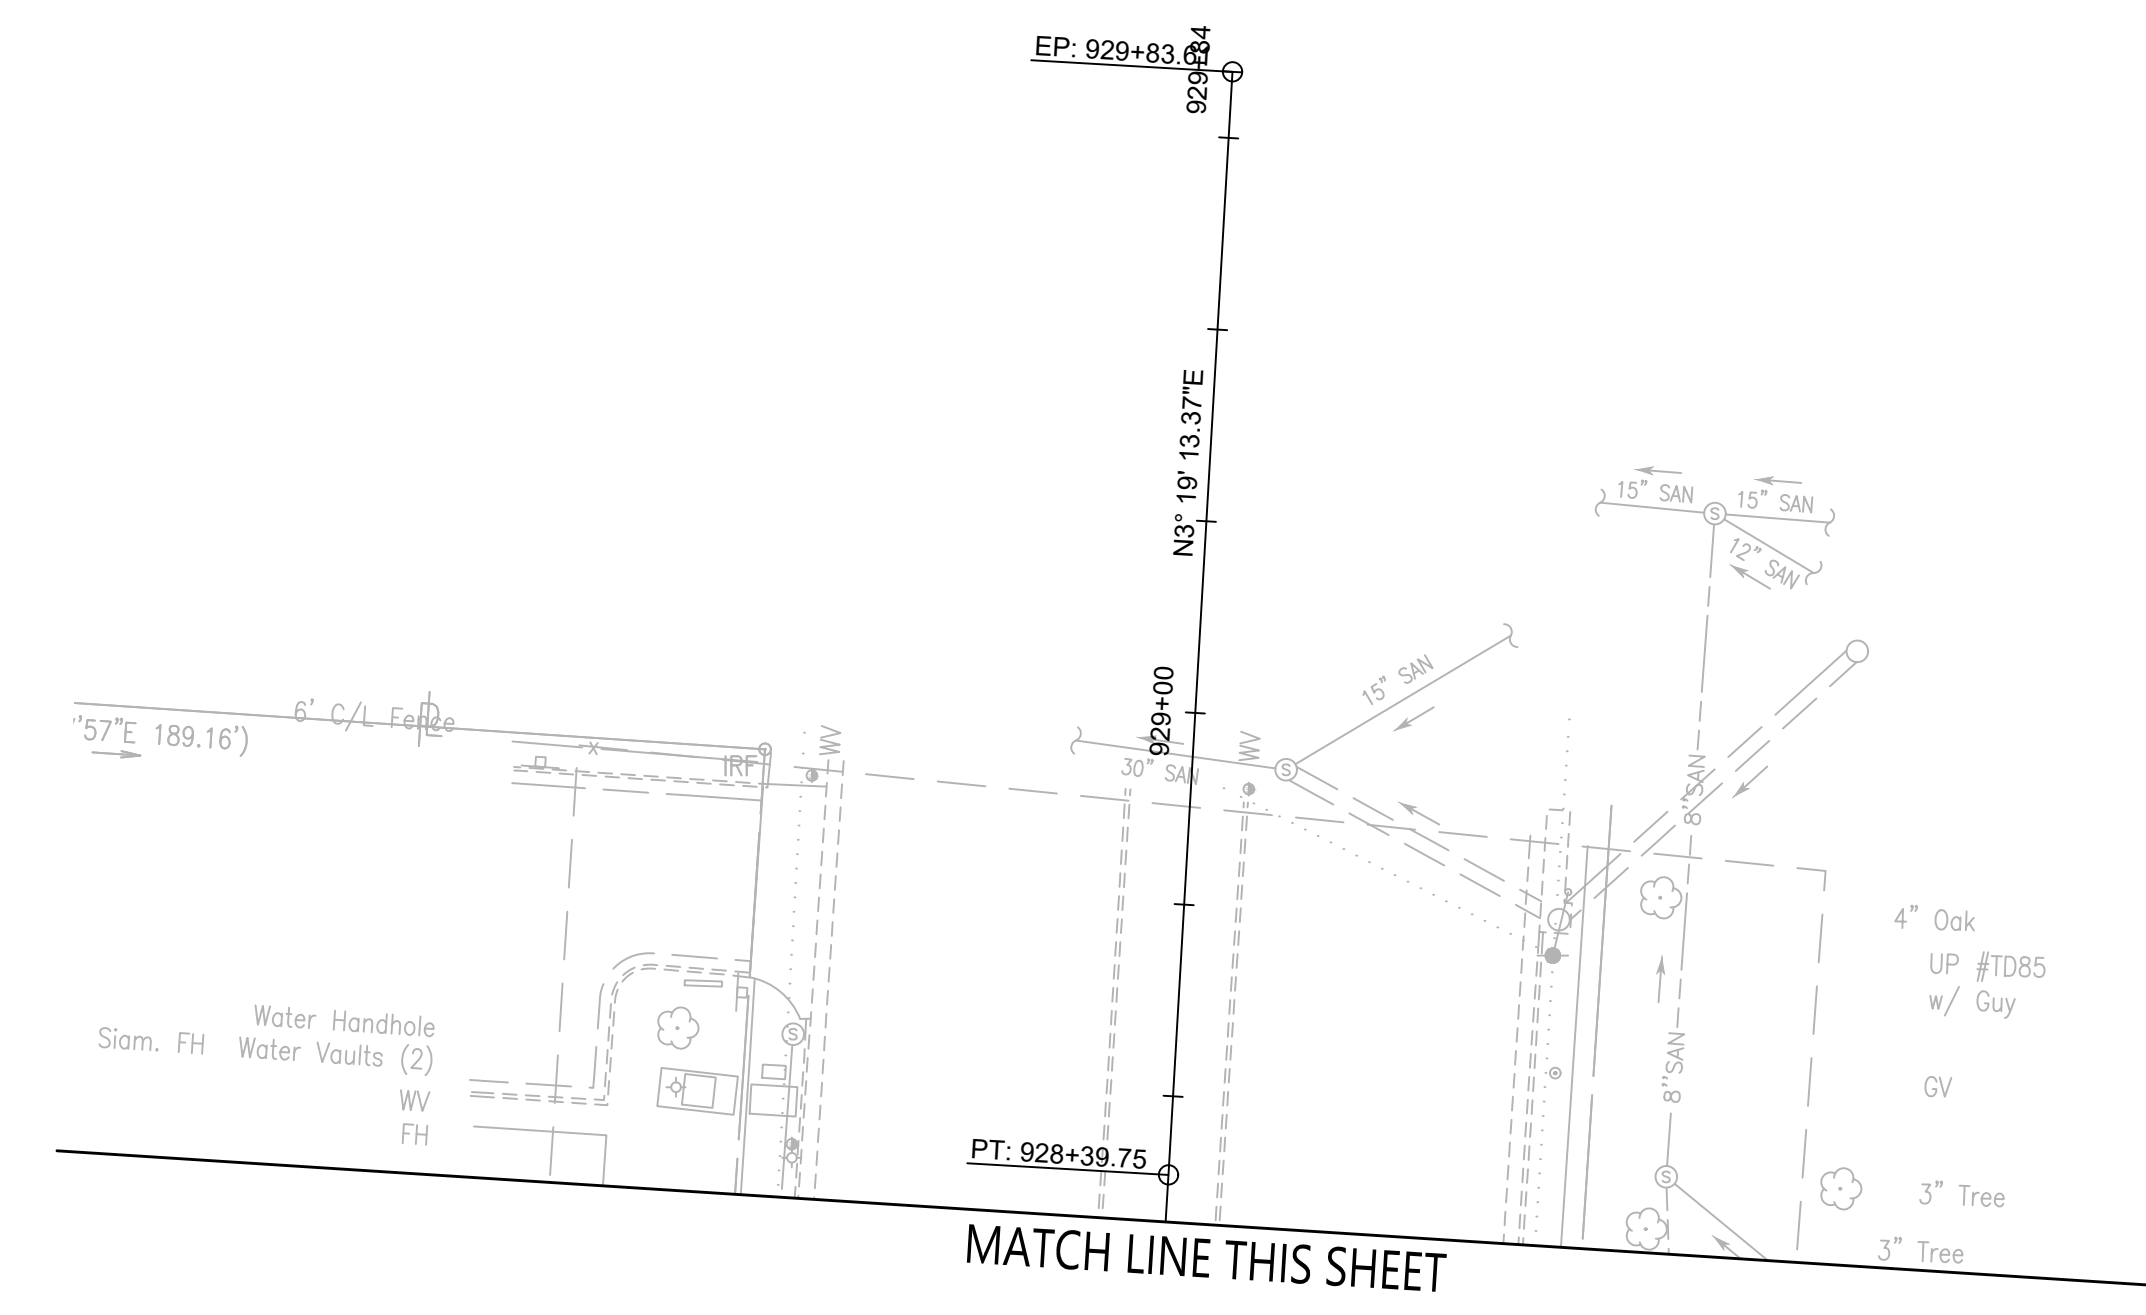 EP: 929+83.61
929+84
N3° 19' 13.37"E
15" SAN
15" SAN
12" SAN
15" SAN
929+00
6' C/L Fence
'57"E 189.16')
x
IRF
W
30" SAN
W
8"SAN
S
S
S
S
S
P
4" Oak
UP #TD85
w/ Guy
Water Handhole
Siam. FH Water Vaults (2)
8"SAN
GV
WV
FH
PT: 928+39.75
3" Tree
3" Tree
MATCH LINE THIS SHEET